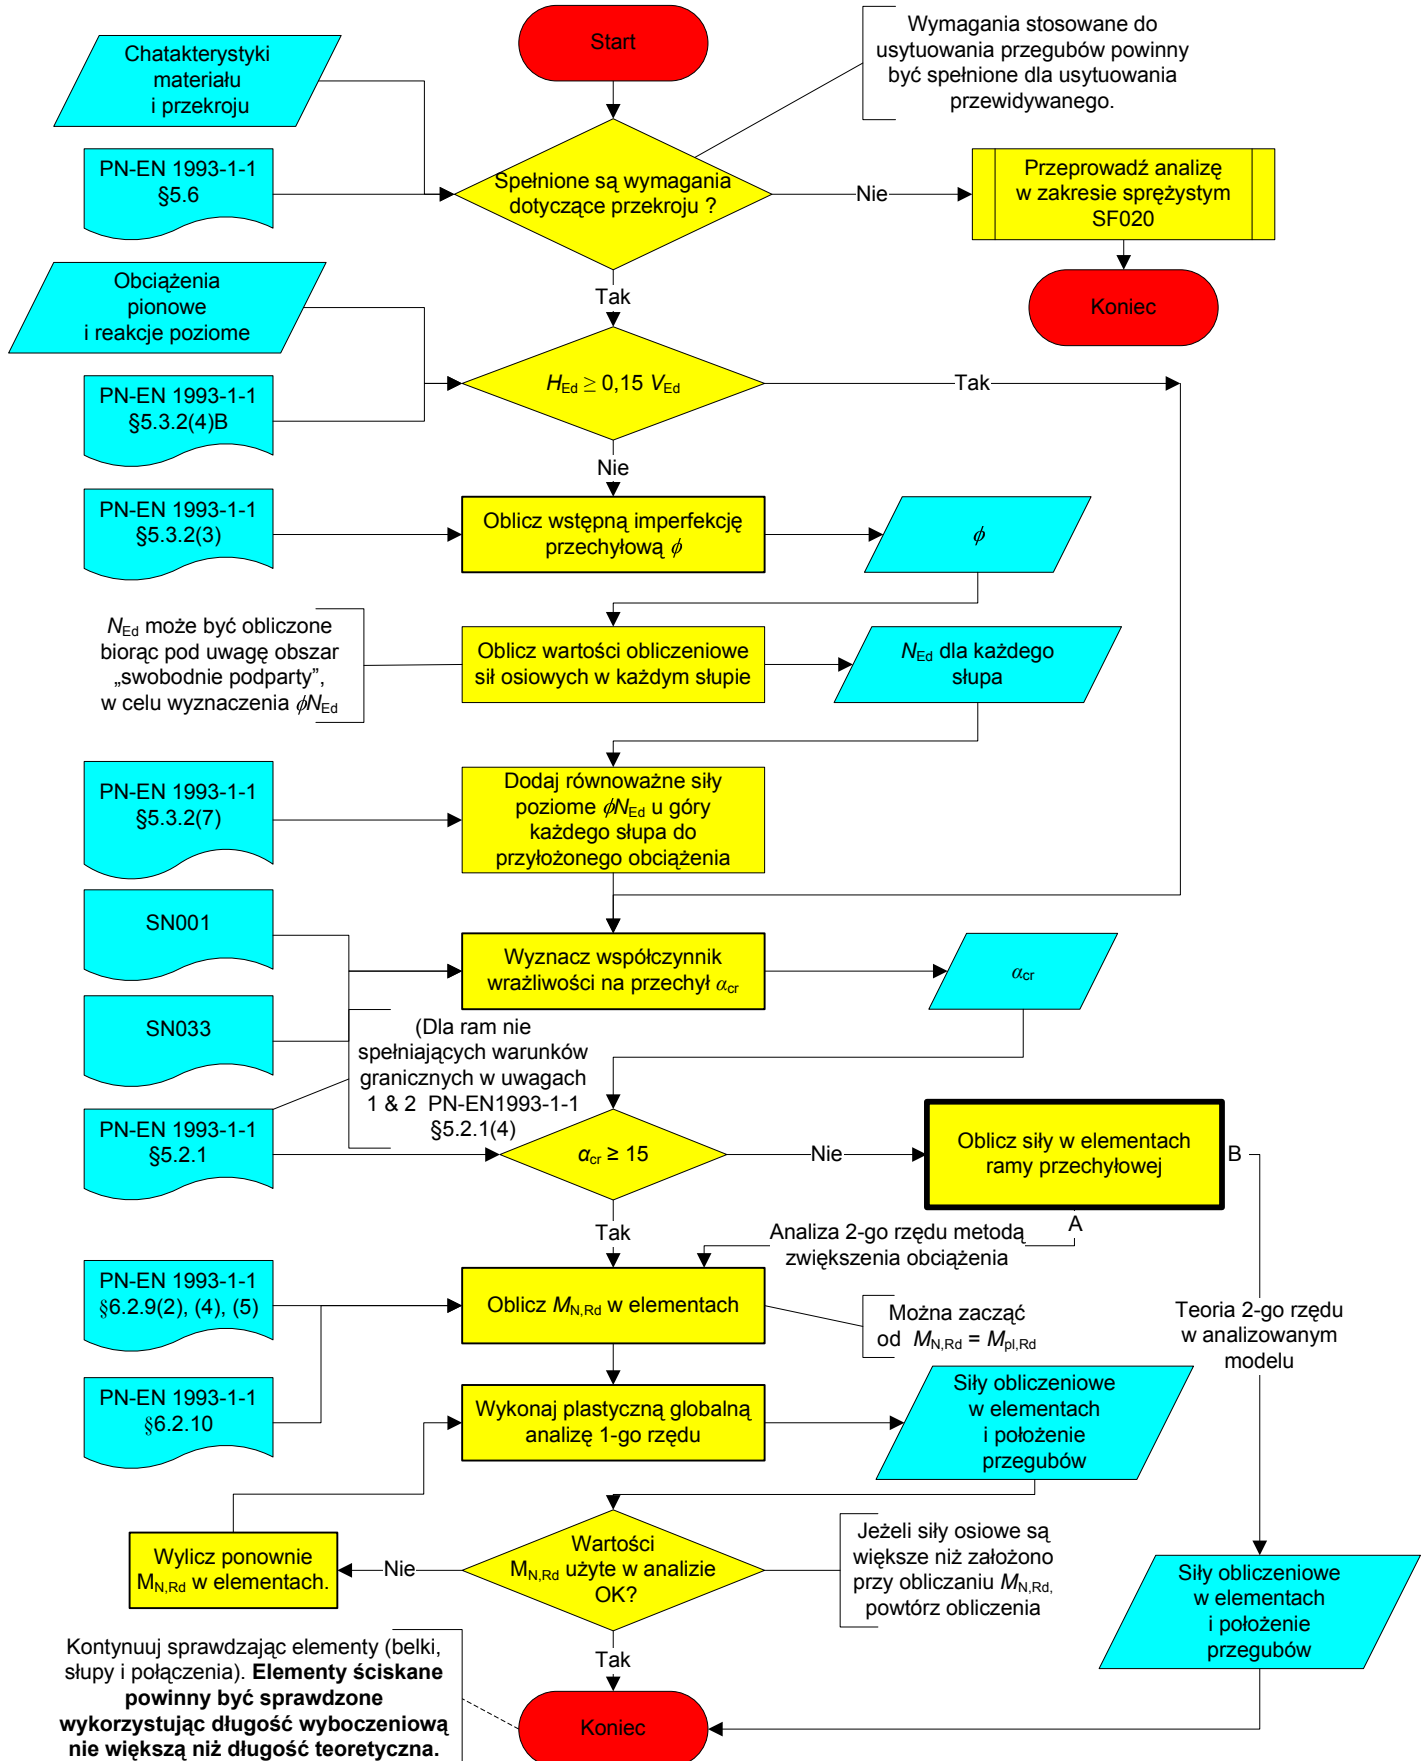 Start
Wymagania stosowane do
usytuowania przegubów powinny
być spełnione dla usytuowania
przewidywanego.
Chatakterystyki
materiału
i przekroju
PN-EN 1993-1-1
§5.6
Spełnione są wymagania
dotyczące przekroju ?
Nie
Przeprowadź analizę
w zakresie sprężystym
SF020
Koniec
Tak
Obciążenia
pionowe
i reakcje poziome
PN-EN 1993-1-1
§5.3.2(4)B
HEd ≥ 0,15 VEd
Tak
Nie
PN-EN 1993-1-1
§5.3.2(3)
Oblicz wstępną imperfekcję
przechyłową ϕ
ϕ
NEd może być obliczone
biorąc pod uwagę obszar
„swobodnie podparty”,
w celu wyznaczenia ϕNEd
Oblicz wartości obliczeniowe
sił osiowych w każdym słupie
NEd dla każdego
słupa
PN-EN 1993-1-1
§5.3.2(7)
Dodaj równoważne siły
poziome ϕNEd u góry
każdego słupa do
przyłożonego obciążenia
SN001
Wyznacz współczynnik
wrażliwości na przechył αcr
αcr
SN033
(Dla ram nie
spełniających warunków
granicznych w uwagach
1 & 2 PN-EN1993-1-1
§5.2.1(4)
PN-EN 1993-1-1
§5.2.1
αcr ≥ 15
Nie
Oblicz siły w elementach
ramy przechyłowej
B
A
Tak
Analiza 2-go rzędu metodą
zwiększenia obciążenia
PN-EN 1993-1-1
§6.2.9(2), (4), (5)
Oblicz MN,Rd w elementach
Można zacząć
od MN,Rd = Mpl,Rd
Teoria 2-go rzędu
w analizowanym
modelu
PN-EN 1993-1-1
§6.2.10
Wykonaj plastyczną globalną
analizę 1-go rzędu
Siły obliczeniowe
w elementach
i położenie
przegubów
Wylicz ponownie
MN,Rd w elementach.
Nie
Wartości
MN,Rd użyte w analizie
OK?
Jeżeli siły osiowe są
większe niż założono
przy obliczaniu MN,Rd,
powtórz obliczenia
Siły obliczeniowe
w elementach
i położenie
przegubów
Tak
Kontynuuj sprawdzając elementy (belki,
słupy i połączenia). Elementy ściskane
powinny być sprawdzone
wykorzystując długość wyboczeniową
nie większą niż długość teoretyczna.
Koniec